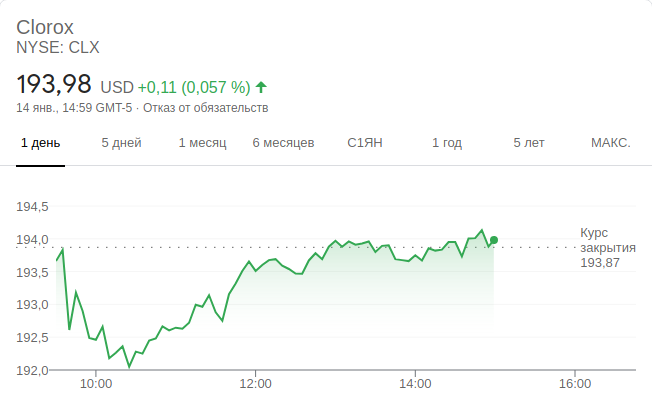 Clorox
NYSE: CLX
193,98 USD +0,11 (0,057 %)
14 янв., 14:59 GMT-5 · Отказ от обязательств
1 день 5 дней 1 месяц 6 месяцев С1ЯН 1 год 5 лет МАКС.
194,5
194,0
193,5
193,0
192,5
192,0
Курс
закрытия
193,87
10:00 12:00 14:00 16:00